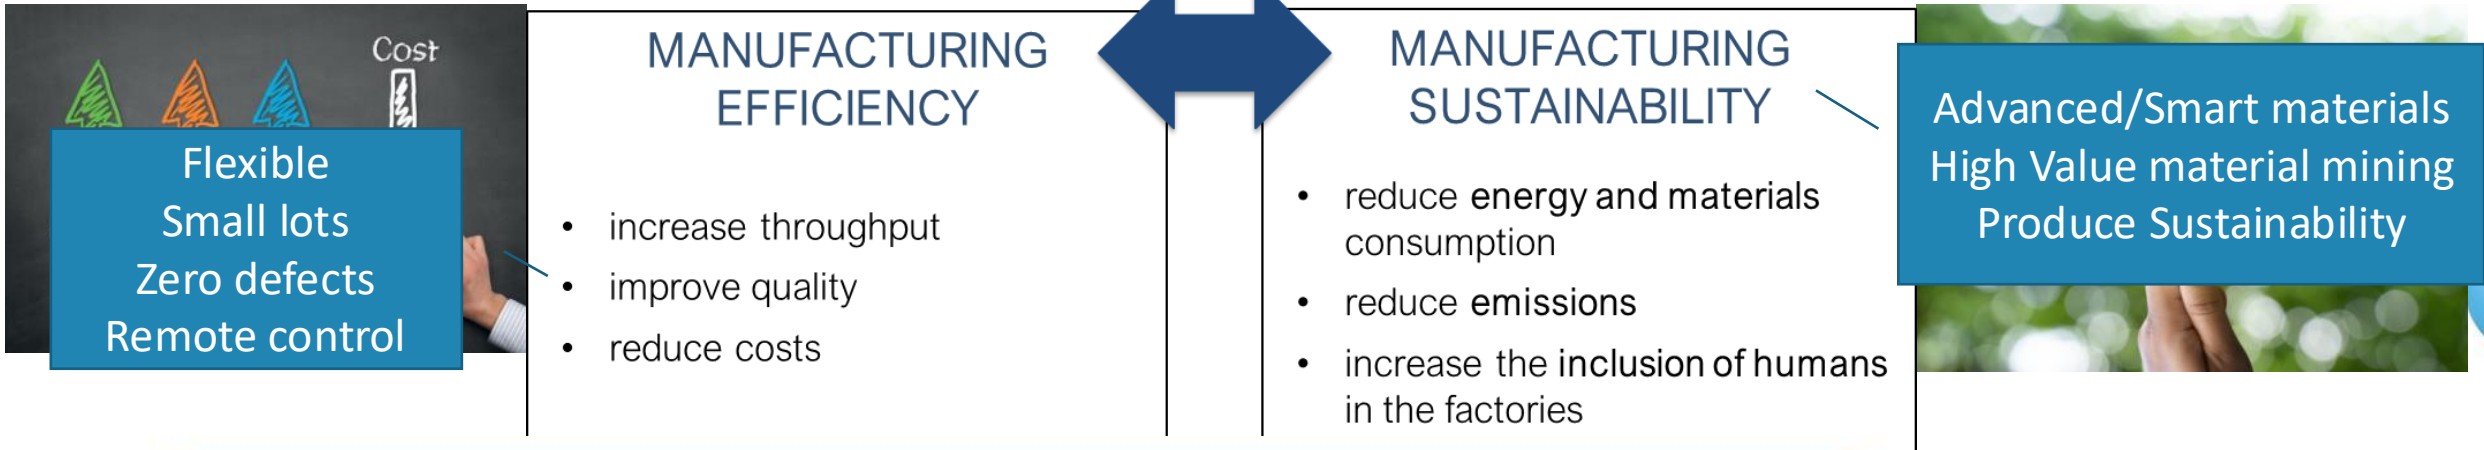 Cost
Flexible
Small lots
Zero defects
Remote control
MANUFACTURING
EFFICIENCY
• increase throughput
• improve quality
• reduce costs
MANUFACTURING
SUSTAINABILITY
• reduce energy and materials
consumption
• reduce emissions
• increase the inclusion of humans
in the factories
Advanced/Smart materials
High Value material mining
Produce Sustainability